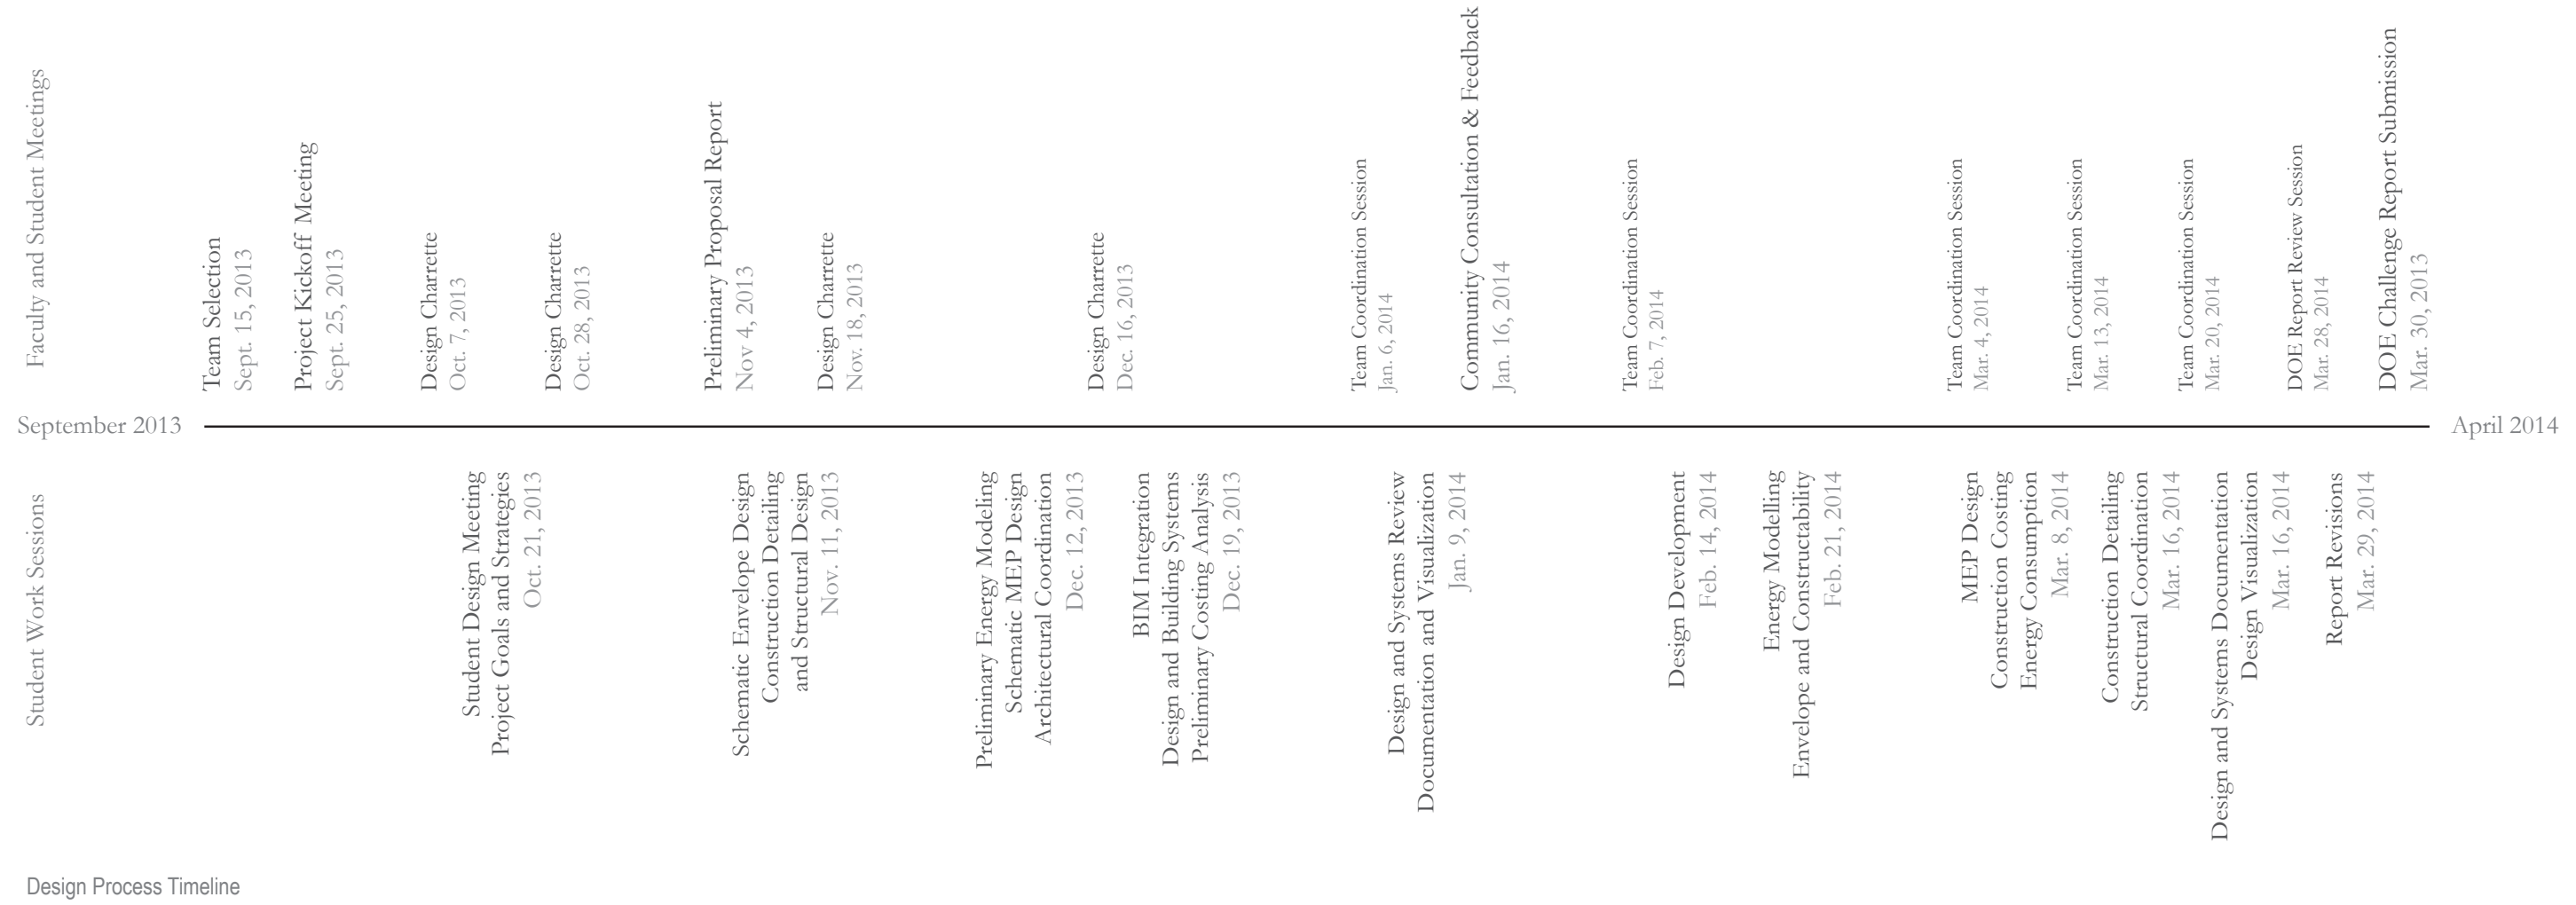 Faculty and Student Meetings
Team Selection
Sept. 15, 2013
Project Kickoff Meeting
Sept. 25, 2013
Design Charrette
Oct. 7, 2013
Design Charrette
Oct. 28, 2013
Preliminary Proposal Report
Nov 4, 2013
Design Charrette
Nov. 18, 2013
Design Charrette
Dec. 16, 2013
Team Coordination Session
Jan. 6, 2014
Community Consultation & Feedback
Jan. 16, 2014
Team Coordination Session
Feb. 7, 2014
Team Coordination Session
Mar. 4, 2014
Team Coordination Session
Mar. 13, 2014
Team Coordination Session
Mar. 20, 2014
DOE Report Review Session
Mar. 28, 2014
DOE Challenge Report Submission
Mar. 30, 2013
September 2013
April 2014
Student Work Sessions
Student Design Meeting
Project Goals and Strategies
Oct. 21, 2013
Schematic Envelope Design
Construction Detailing
and Structural Design
Nov. 11, 2013
Preliminary Energy Modeling
Schematic MEP Design
Architectural Coordination
Dec. 12, 2013
BIM Integration
Design and Building Systems
Preliminary Costing Analysis
Dec. 19, 2013
Design and Systems Review
Documentation and Visualization
Jan. 9, 2014
Design Development
Feb. 14, 2014
Energy Modelling
Envelope and Constructability
Feb. 21, 2014
MEP Design
Construction Costing
Energy Consumption
Mar. 8, 2014
Construction Detailing
Structural Coordination
Mar. 16, 2014
Design and Systems Documentation
Design Visualization
Mar. 16, 2014
Report Revisions
Mar. 29, 2014
Design Process Timeline